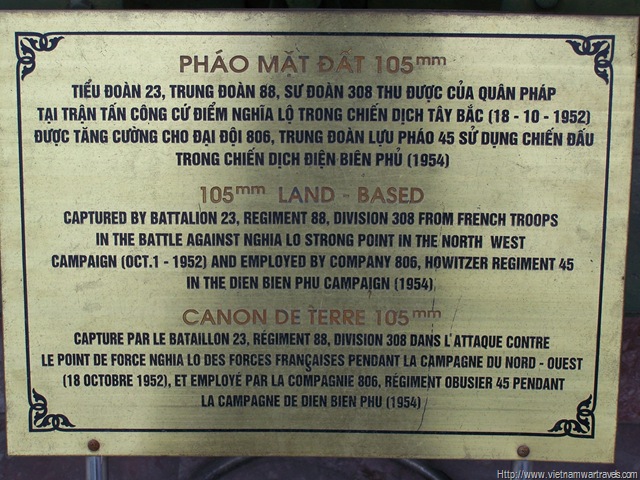 PHÁO MẶT ĐẤT 105mm
TIỂU ĐOÀN 23, TRUNG ĐOÀN 88, SƯ ĐOÀN 308 THU ĐƯỢC CỦA QUÂN PHÁP
TẠI TRẬN TẤN CÔNG CỨ ĐIỂM NGHĨA LỘ TRONG CHIẾN DỊCH TÂY BẮC (18 - 10 - 1952)
ĐƯỢC TĂNG CƯỜNG CHO ĐẠI ĐỘI 806, TRUNG ĐOÀN LỰU PHÁO 45 SỬ DỤNG CHIẾN ĐẤU
TRONG CHIẾN DỊCH ĐIỆN BIÊN PHỦ (1954)
105mm LAND - BASED
CAPTURED BY BATTALION 23, REGIMENT 88, DIVISION 308 FROM FRENCH TROOPS
IN THE BATTLE AGAINST NGHIA LO STRONG POINT IN THE NORTH WEST
CAMPAIGN (OCT.1 - 1952) AND EMPLOYED BY COMPANY 806, HOWITZER REGIMENT 45
IN THE DIEN BIEN PHU CAMPAIGN (1954)
CANON DE TERRE 105mm
CAPTURE PAR LE BATAILLON 23, RÉGIMENT 88, DIVISION 308 DANS L'ATTAQUE CONTRE
LE POINT DE FORCE NGHIA LO DES FORCES FRANÇAISES PENDANT LA CAMPAGNE DU NORD - OUEST
(18 OCTOBRE 1952), ET EMPLOYÉ PAR LA COMPAGNIE 806, RÉGIMENT OBUSIER 45 PENDANT
LA CAMPAGNE DE DIEN BIEN PHU (1954)
Http://www.vietnamwartravels.com